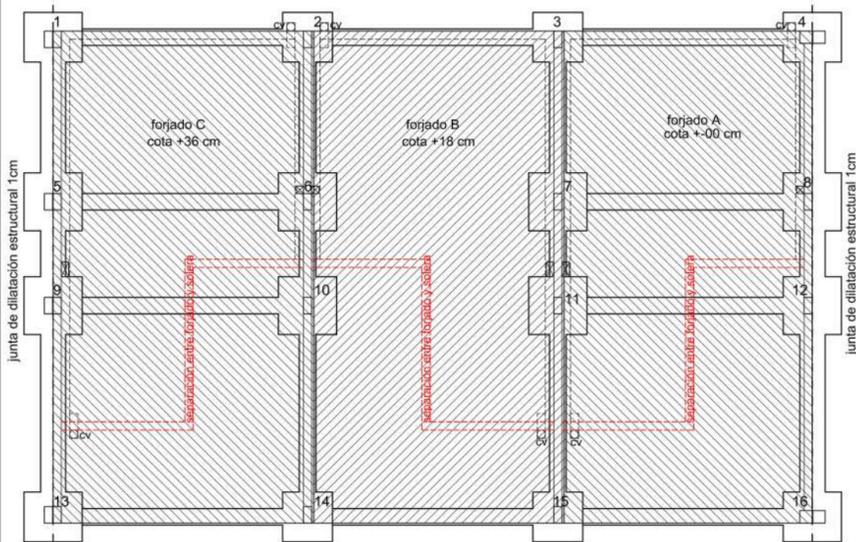 1
cv
2
cv
3
cv
4
forjado C
cota +36 cm
forjado B
cota +18 cm
forjado A
cota +-00 cm
junta de dilatación estructural 1cm
junta de dilatación estructural 1cm
5
6
7
8
separación entre forjado y solera
separación entre forjado y solera
separación entre forjado y solera
9
10
11
12
cv
cv
cv
13
14
15
16